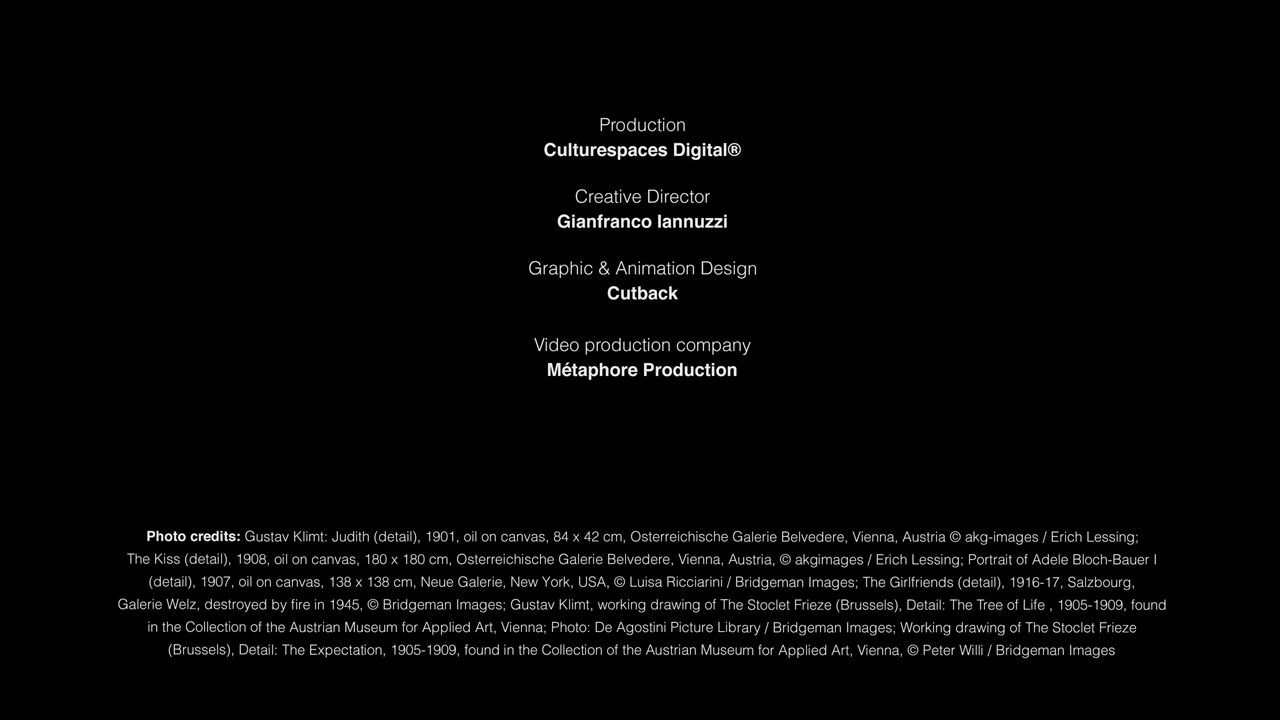 Production
Culturespaces Digital®
Creative Director
Gianfranco Iannuzzi
Graphic & Animation Design
Cutback
Video production company
Métaphore Production
Photo credits: Gustav Klimt: Judith (detail), 1901, oil on canvas, 84 x 42 cm, Osterreichische Galerie Belvedere, Vienna, Austria © akg-images / Erich Lessing;
The Kiss (detail), 1908, oil on canvas, 180 x 180 cm, Osterreichische Galerie Belvedere, Vienna, Austria, © akgimages / Erich Lessing; Portrait of Adele Bloch-Bauer I
(detail), 1907, oil on canvas, 138 x 138 cm, Neue Galerie, New York, USA, © Luisa Ricciarini / Bridgeman Images; The Girlfriends (detail), 1916-17, Salzbourg,
Galerie Welz, destroyed by fire in 1945, © Bridgeman Images; Gustav Klimt, working drawing of The Stoclet Frieze (Brussels), Detail: The Tree of Life , 1905-1909, found
in the Collection of the Austrian Museum for Applied Art, Vienna; Photo: De Agostini Picture Library / Bridgeman Images; Working drawing of The Stoclet Frieze
(Brussels), Detail: The Expectation, 1905-1909, found in the Collection of the Austrian Museum for Applied Art, Vienna, © Peter Willi / Bridgeman Images